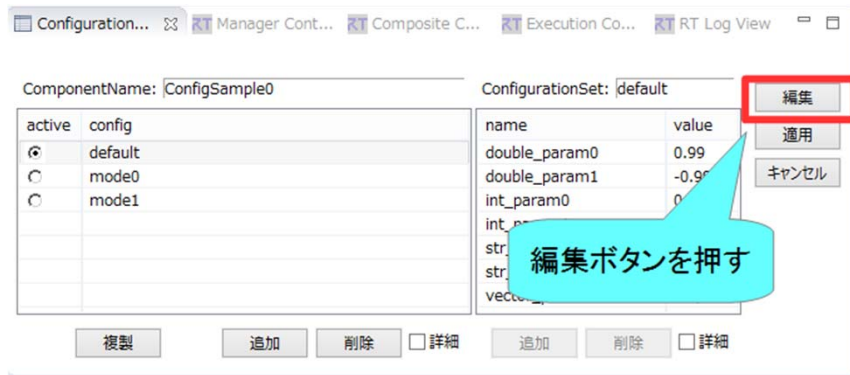 Configuration... RT Manager Cont... RT Composite C... RT Execution Co... RT RT Log View
ComponentName: ConfigSample0 ConfigurationSet: default 編集
active config name value 適用
default double_param0 0.99 キャンセル
mode0 double_param1
mode1 int_param0
編集ボタンを押す
複製 追加 削除 詳細 追加 削除 詳細